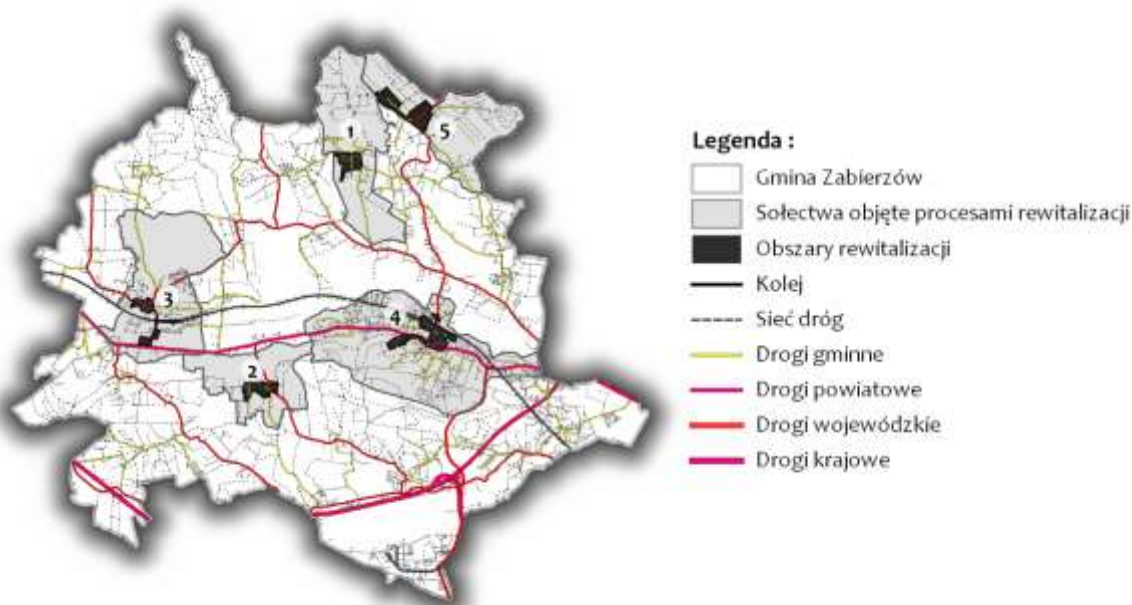 1
5
3
4
2
Legenda :
Gmina Zabierzów
Sołectwa objęte procesami rewitalizacji
Obszary rewitalizacji
Kolej
Sieć dróg
Drogi gminne
Drogi powiatowe
Drogi wojewódzkie
Drogi krajowe